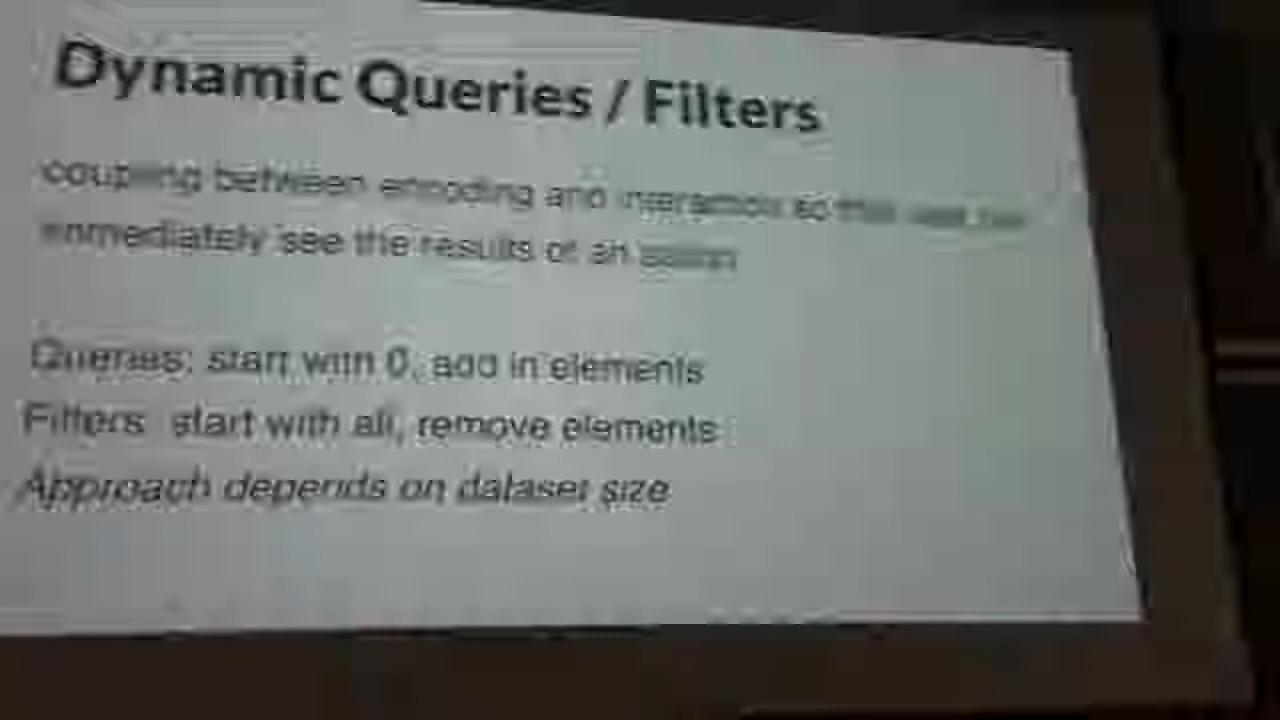 Dynamic Queries / Filters
coupling between encoding and interaction so that user can
immediately see the results of an action
Queries: start with 0, add in elements
Filters: start with all, remove elements
Approach depends on dataset size